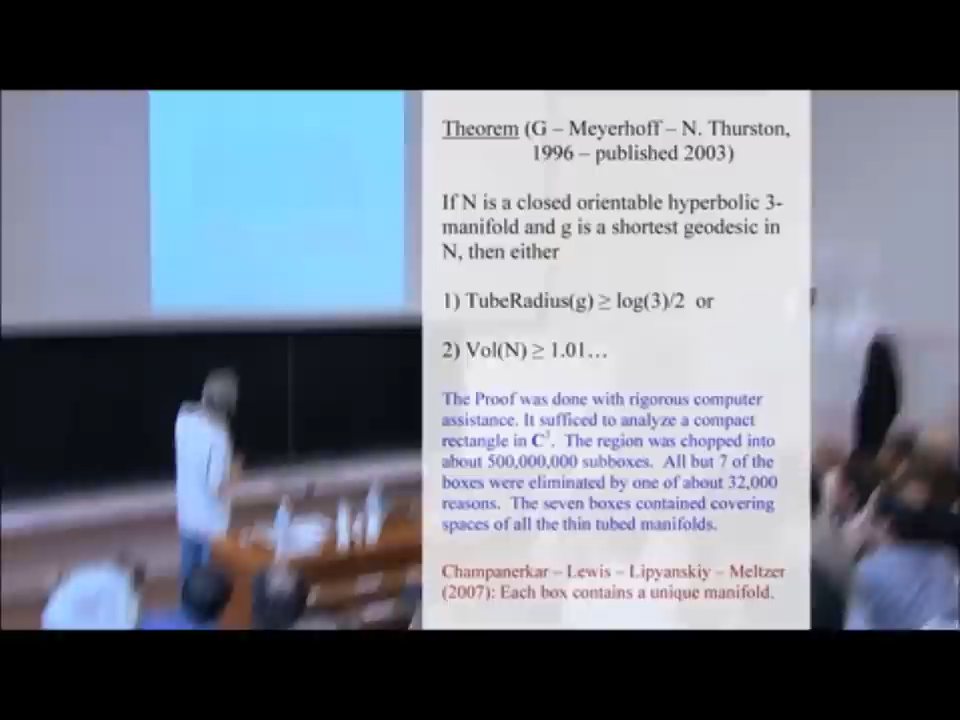 Theorem (G – Meyerhoff – N. Thurston,
1996 – published 2003)
If N is a closed orientable hyperbolic 3-
manifold and g is a shortest geodesic in
N, then either
1) TubeRadius(g) ≥ log(3)/2 or
2) Vol(N) ≥ 1.01…
The Proof was done with rigorous computer
assistance. It sufficed to analyze a compact
rectangle in C³. The region was chopped into
about 500,000,000 subboxes. All but 7 of the
boxes were eliminated by one of about 32,000
reasons. The seven boxes contained covering
spaces of all the thin tubed manifolds.
Champanerkar – Lewis – Lipyanskiy – Meltzer
(2007): Each box contains a unique manifold.